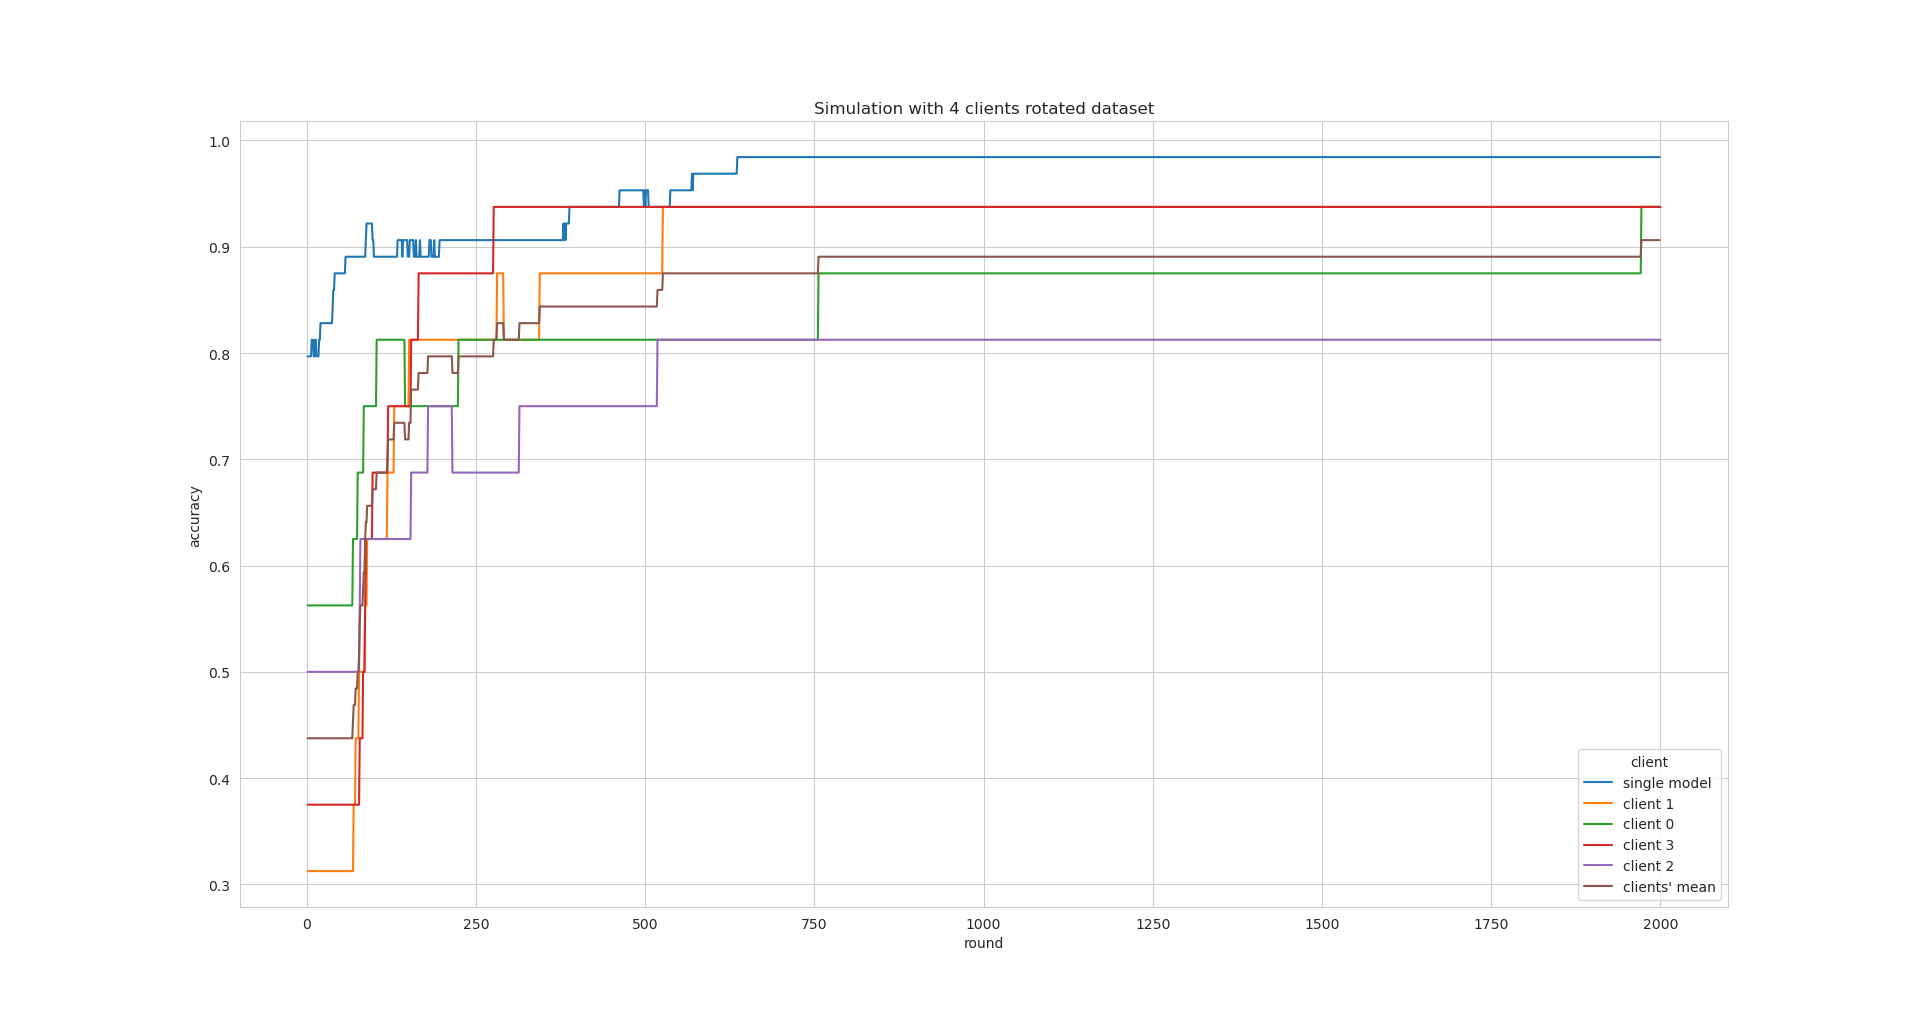 Simulation with 4 clients rotated dataset
1.0
0.9
0.8
0.7
0.6
0.5
0.4
0.3
accuracy
0 250 500 750 1000 1250 1500 1750 2000
round
client
single model
client 1
client 0
client 3
client 2
clients' mean